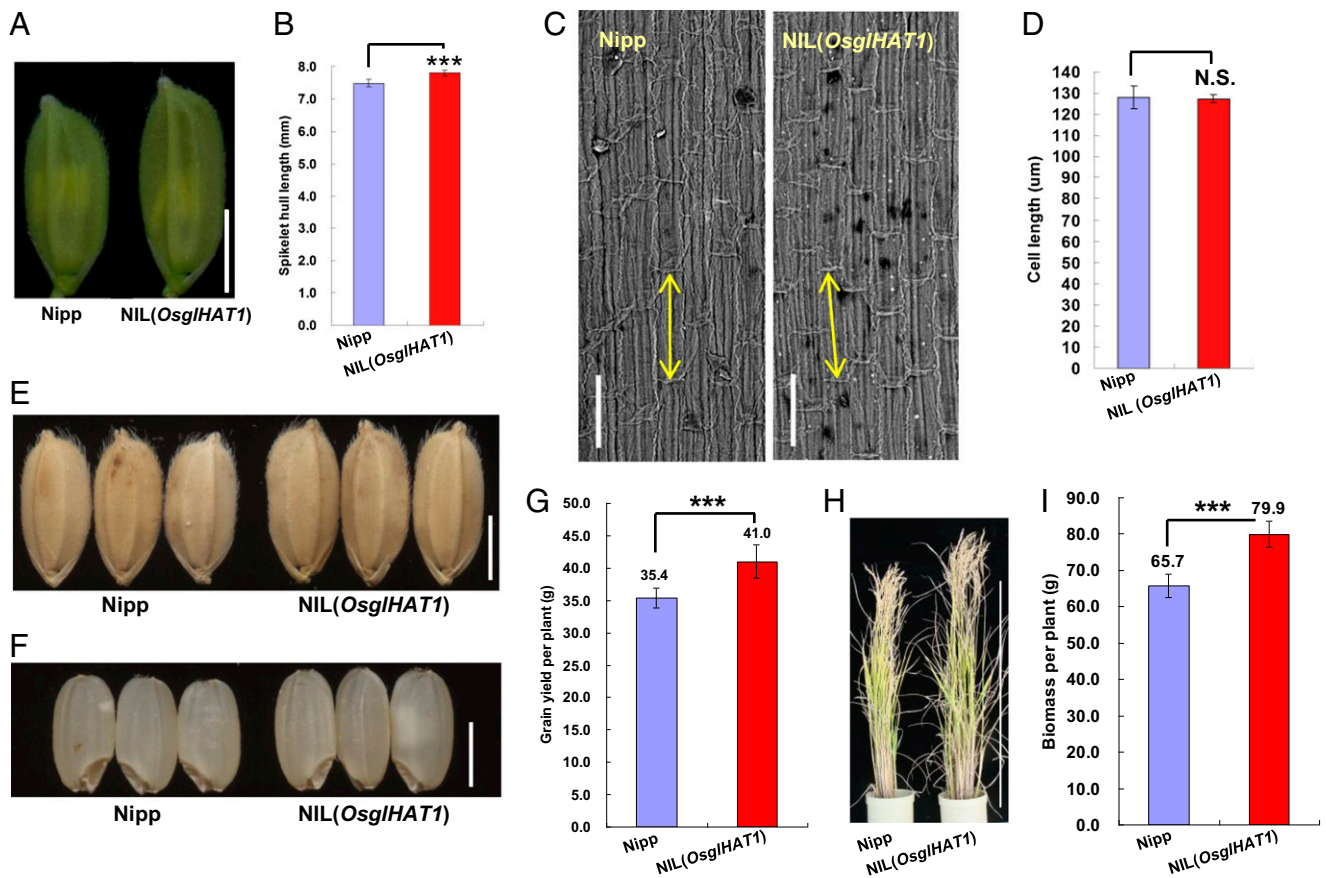 A
Nipp
NIL(OsglHAT1)
B
***
8.0
7.0
6.0
5.0
4.0
3.0
2.0
1.0
0.0
Spikelet hull length (mm)
Nipp
NIL(OsglHAT1)
C
Nipp
NIL(OsglHAT1)
D
N.S.
140
130
120
110
100
90
80
70
60
50
40
30
20
10
0
Cell length (um)
Nipp
NIL (OsglHAT1)
E
Nipp
NIL(OsglHAT1)
F
Nipp
NIL(OsglHAT1)
G
***
50.0
45.0
40.0
35.0
30.0
25.0
20.0
15.0
10.0
5.0
0.0
35.4
41.0
Grain yield per plant (g)
Nipp
NIL(OsglHAT1)
H
Nipp
NIL(OsglHAT1)
I
***
90.0
80.0
70.0
60.0
50.0
40.0
30.0
20.0
10.0
0.0
65.7
79.9
Biomass per plant (g)
Nipp
NIL(OsglHAT1)